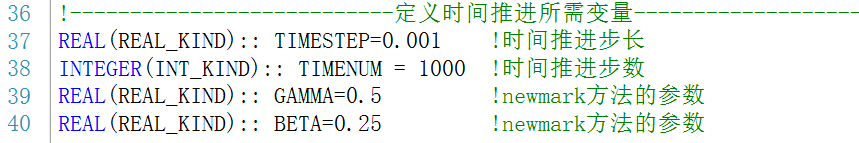 36 !---------------------------定义时间推进所需变量-------------------
37 REAL(REAL_KIND):: TIMESTEP=0.001 !时间推进步长
38 INTEGER(INT_KIND):: TIMENUM = 1000 !时间推进步数
39 REAL(REAL_KIND):: GAMMA=0.5 !newmark方法的参数
40 REAL(REAL_KIND):: BETA=0.25 !newmark方法的参数